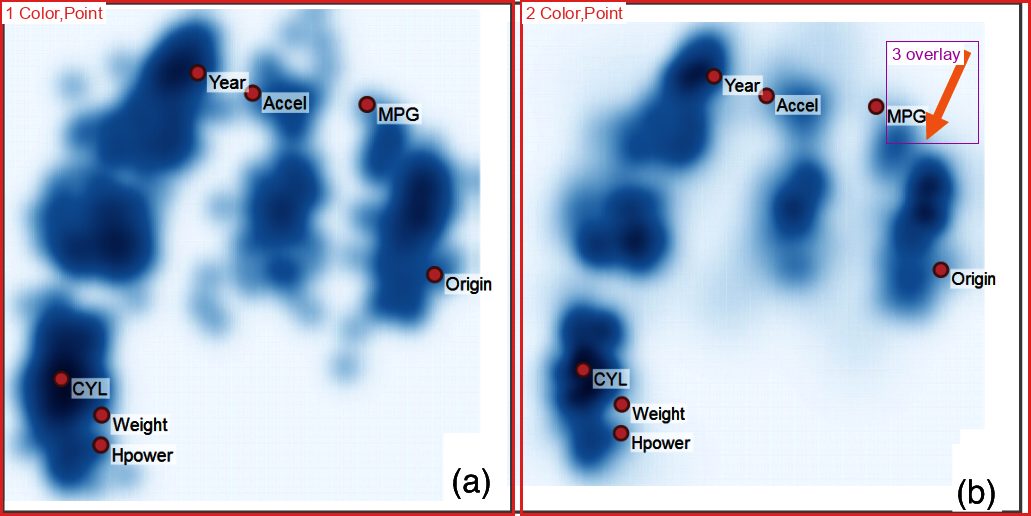 1 Color,Point
Year
Accel
MPG
Origin
CYL
Weight
Hpower
(a)
2 Color,Point
3 overlay
Year
Accel
MPG
Origin
CYL
Weight
Hpower
(b)